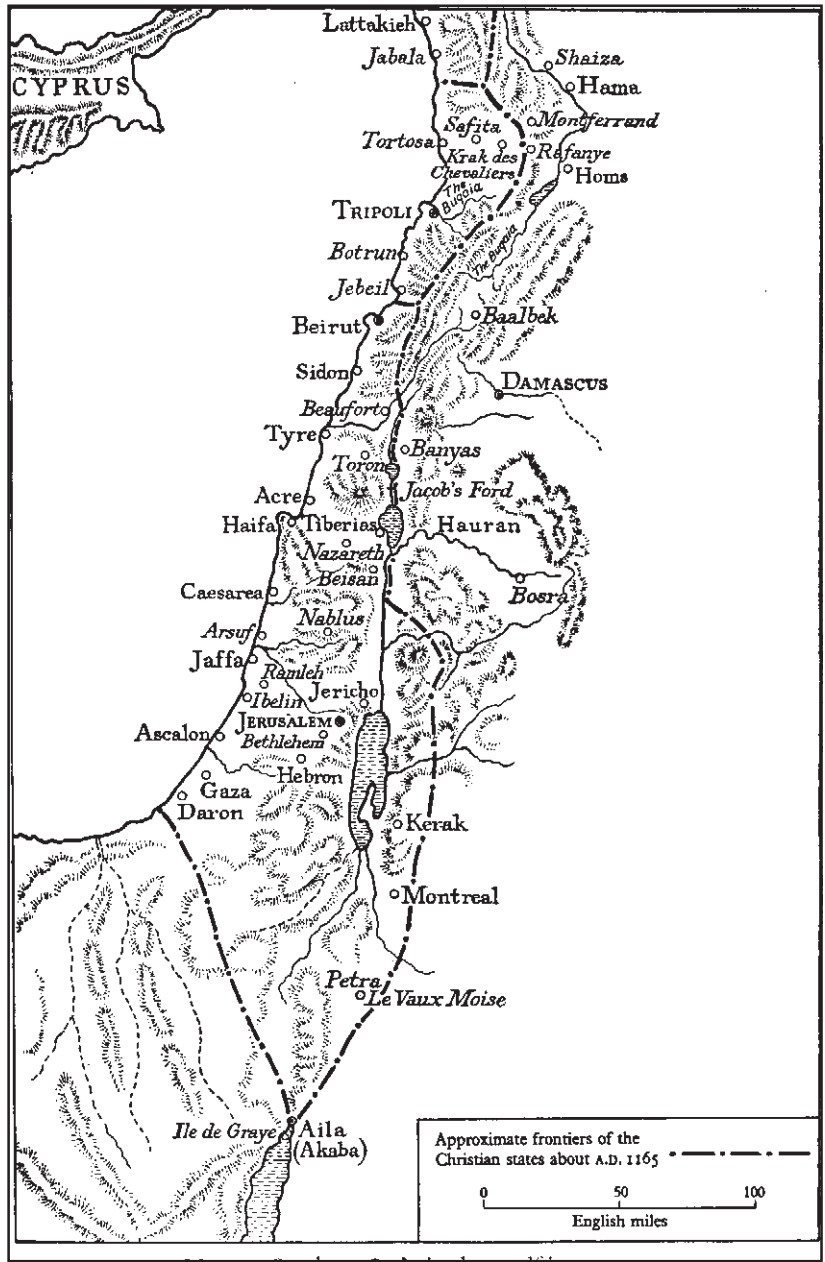 Lattakieh
Jabala
Shaiza
CYPRUS
Hama
Montferrand
Safita
Tortosa
Krak des
Chevaliers
Rafanye
Homs
The
Buqaia
TRIPOLI
Botrun
The Buqaia
Jebeil
Beirut
Baalbek
Sidon
DAMASCUS
Beaufort
Tyre
Banyas
Toron
Jacob's Ford
Acre
Haifa
Tiberias
Hauran
Nazareth
Beisan
Caesarea
Bosra
Nablus
Arsuf
Jaffa
Ramleh
Jericho
Ibelin
JERUSALEM
Ascalon
Bethlehem
Hebron
Gaza
Daron
Kerak
Montreal
Petra
Le Vaux Moise
Ile de Graye
Aila
(Akaba)
Approximate frontiers of the
Christian states about A.D. 1165
0 50 100
English miles